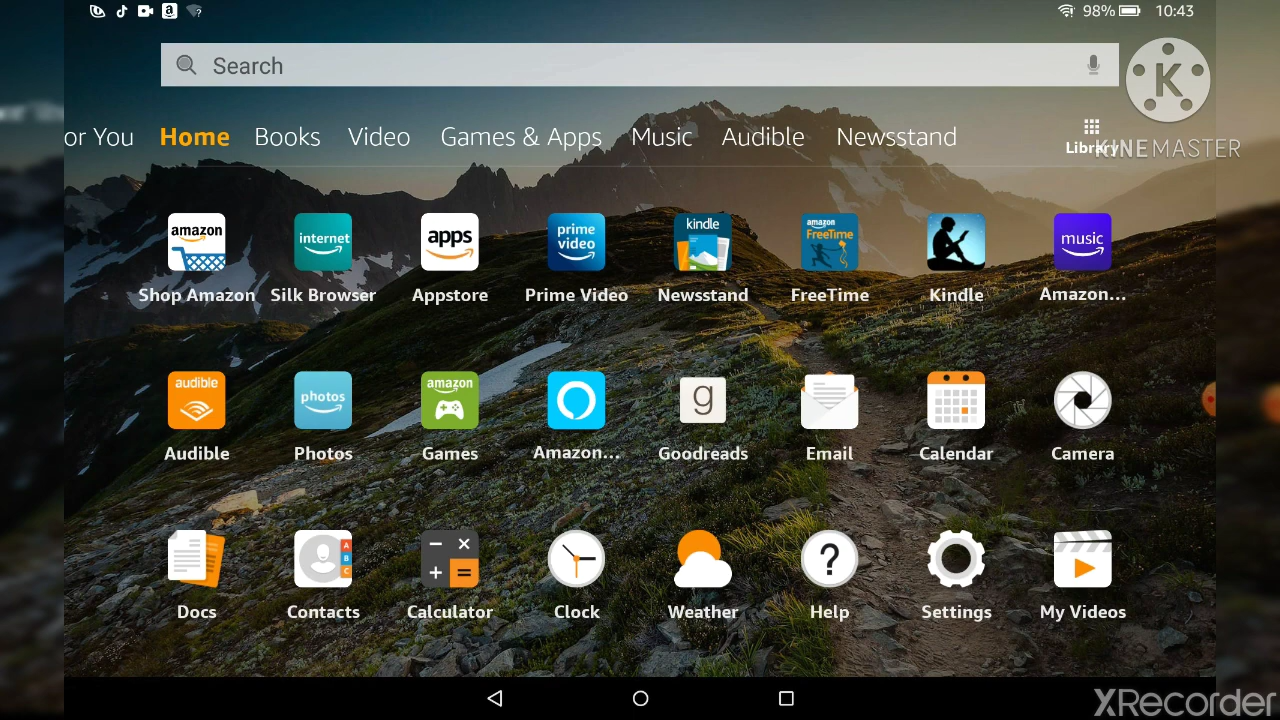 98% 10:43
Search
or You Home Books Video Games & Apps Music Audible Newsstand
Library
KINEMASTER
K
amazon internet apps prime video kindle amazon FreeTime music
Shop Amazon Silk Browser Appstore Prime Video Newsstand FreeTime Kindle Amazon...
audible photos amazon g
Audible Photos Games Amazon... Goodreads Email Calendar Camera
A
B
C
Docs Contacts Calculator Clock Weather Help Settings My Videos
XRecorder